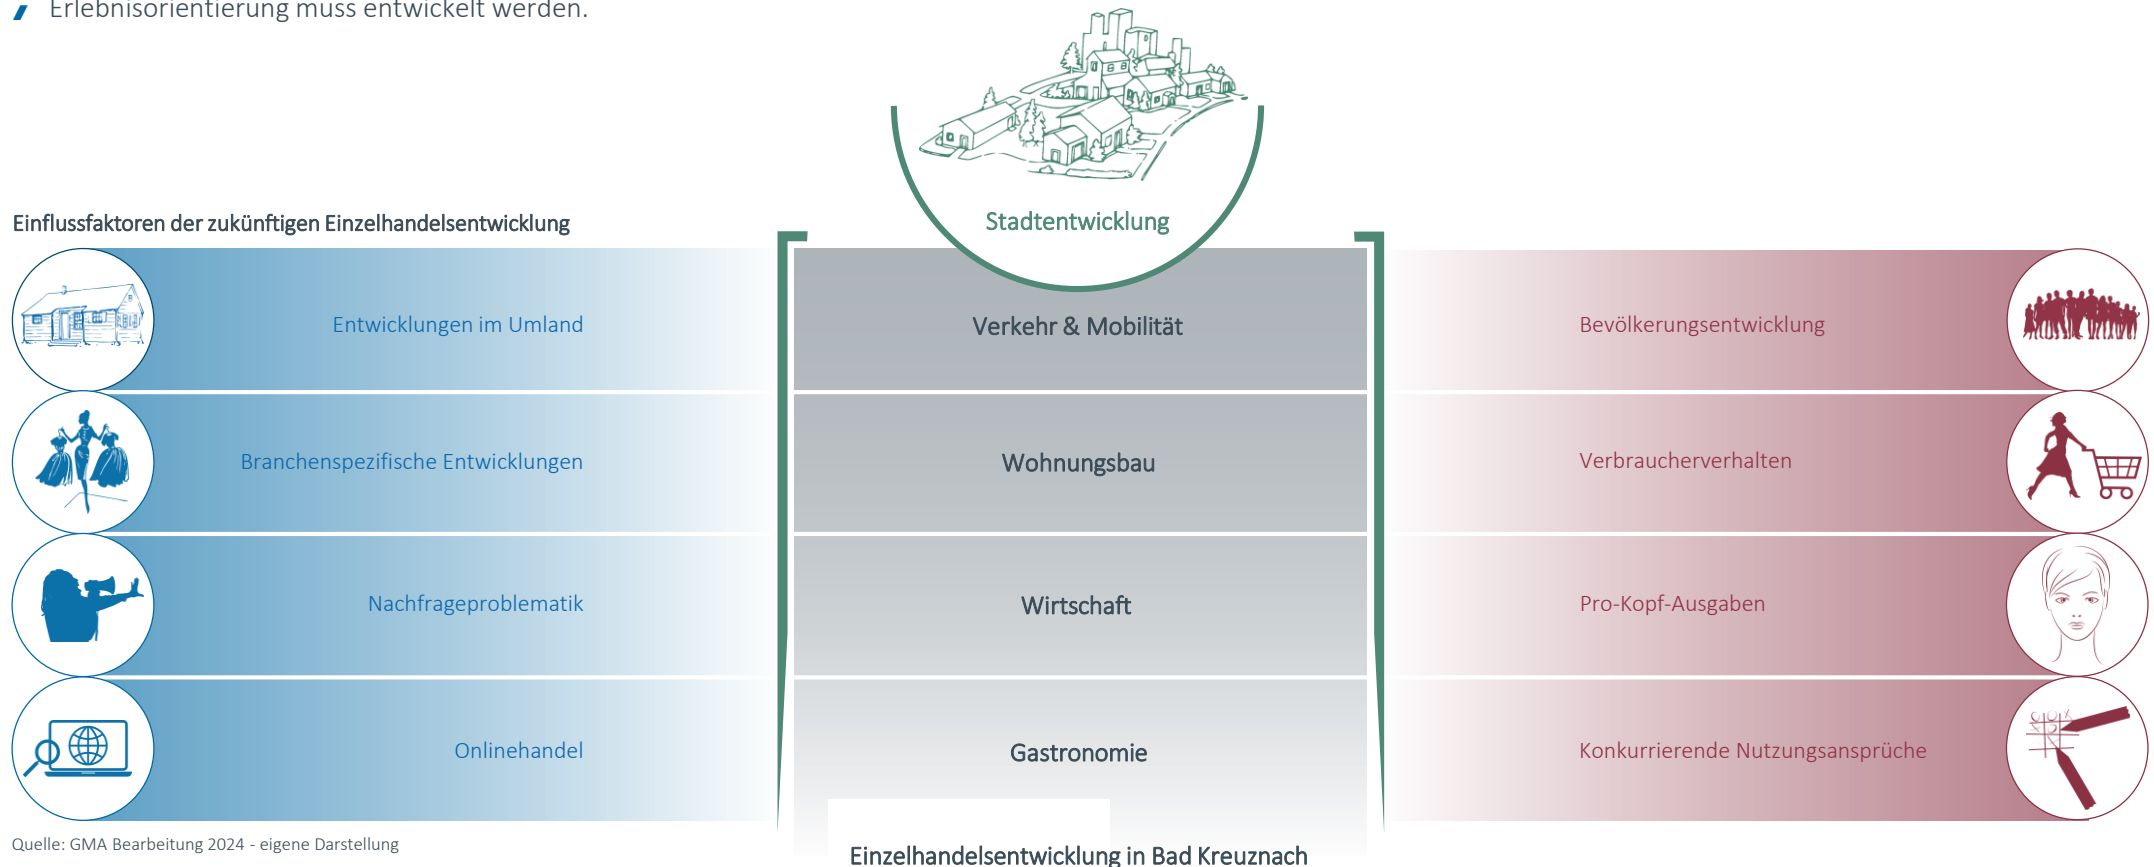 Erlebnisorientierung muss entwickelt werden.
Stadtentwicklung
Einflussfaktoren der zukünftigen Einzelhandelsentwicklung
Entwicklungen im Umland
Verkehr & Mobilität
Bevölkerungsentwicklung
Branchenspezifische Entwicklungen
Wohnungsbau
Verbraucherverhalten
Nachfrageproblematik
Wirtschaft
Pro-Kopf-Ausgaben
Onlinehandel
Gastronomie
Konkurrierende Nutzungsansprüche
Quelle: GMA Bearbeitung 2024 - eigene Darstellung
Einzelhandelsentwicklung in Bad Kreuznach